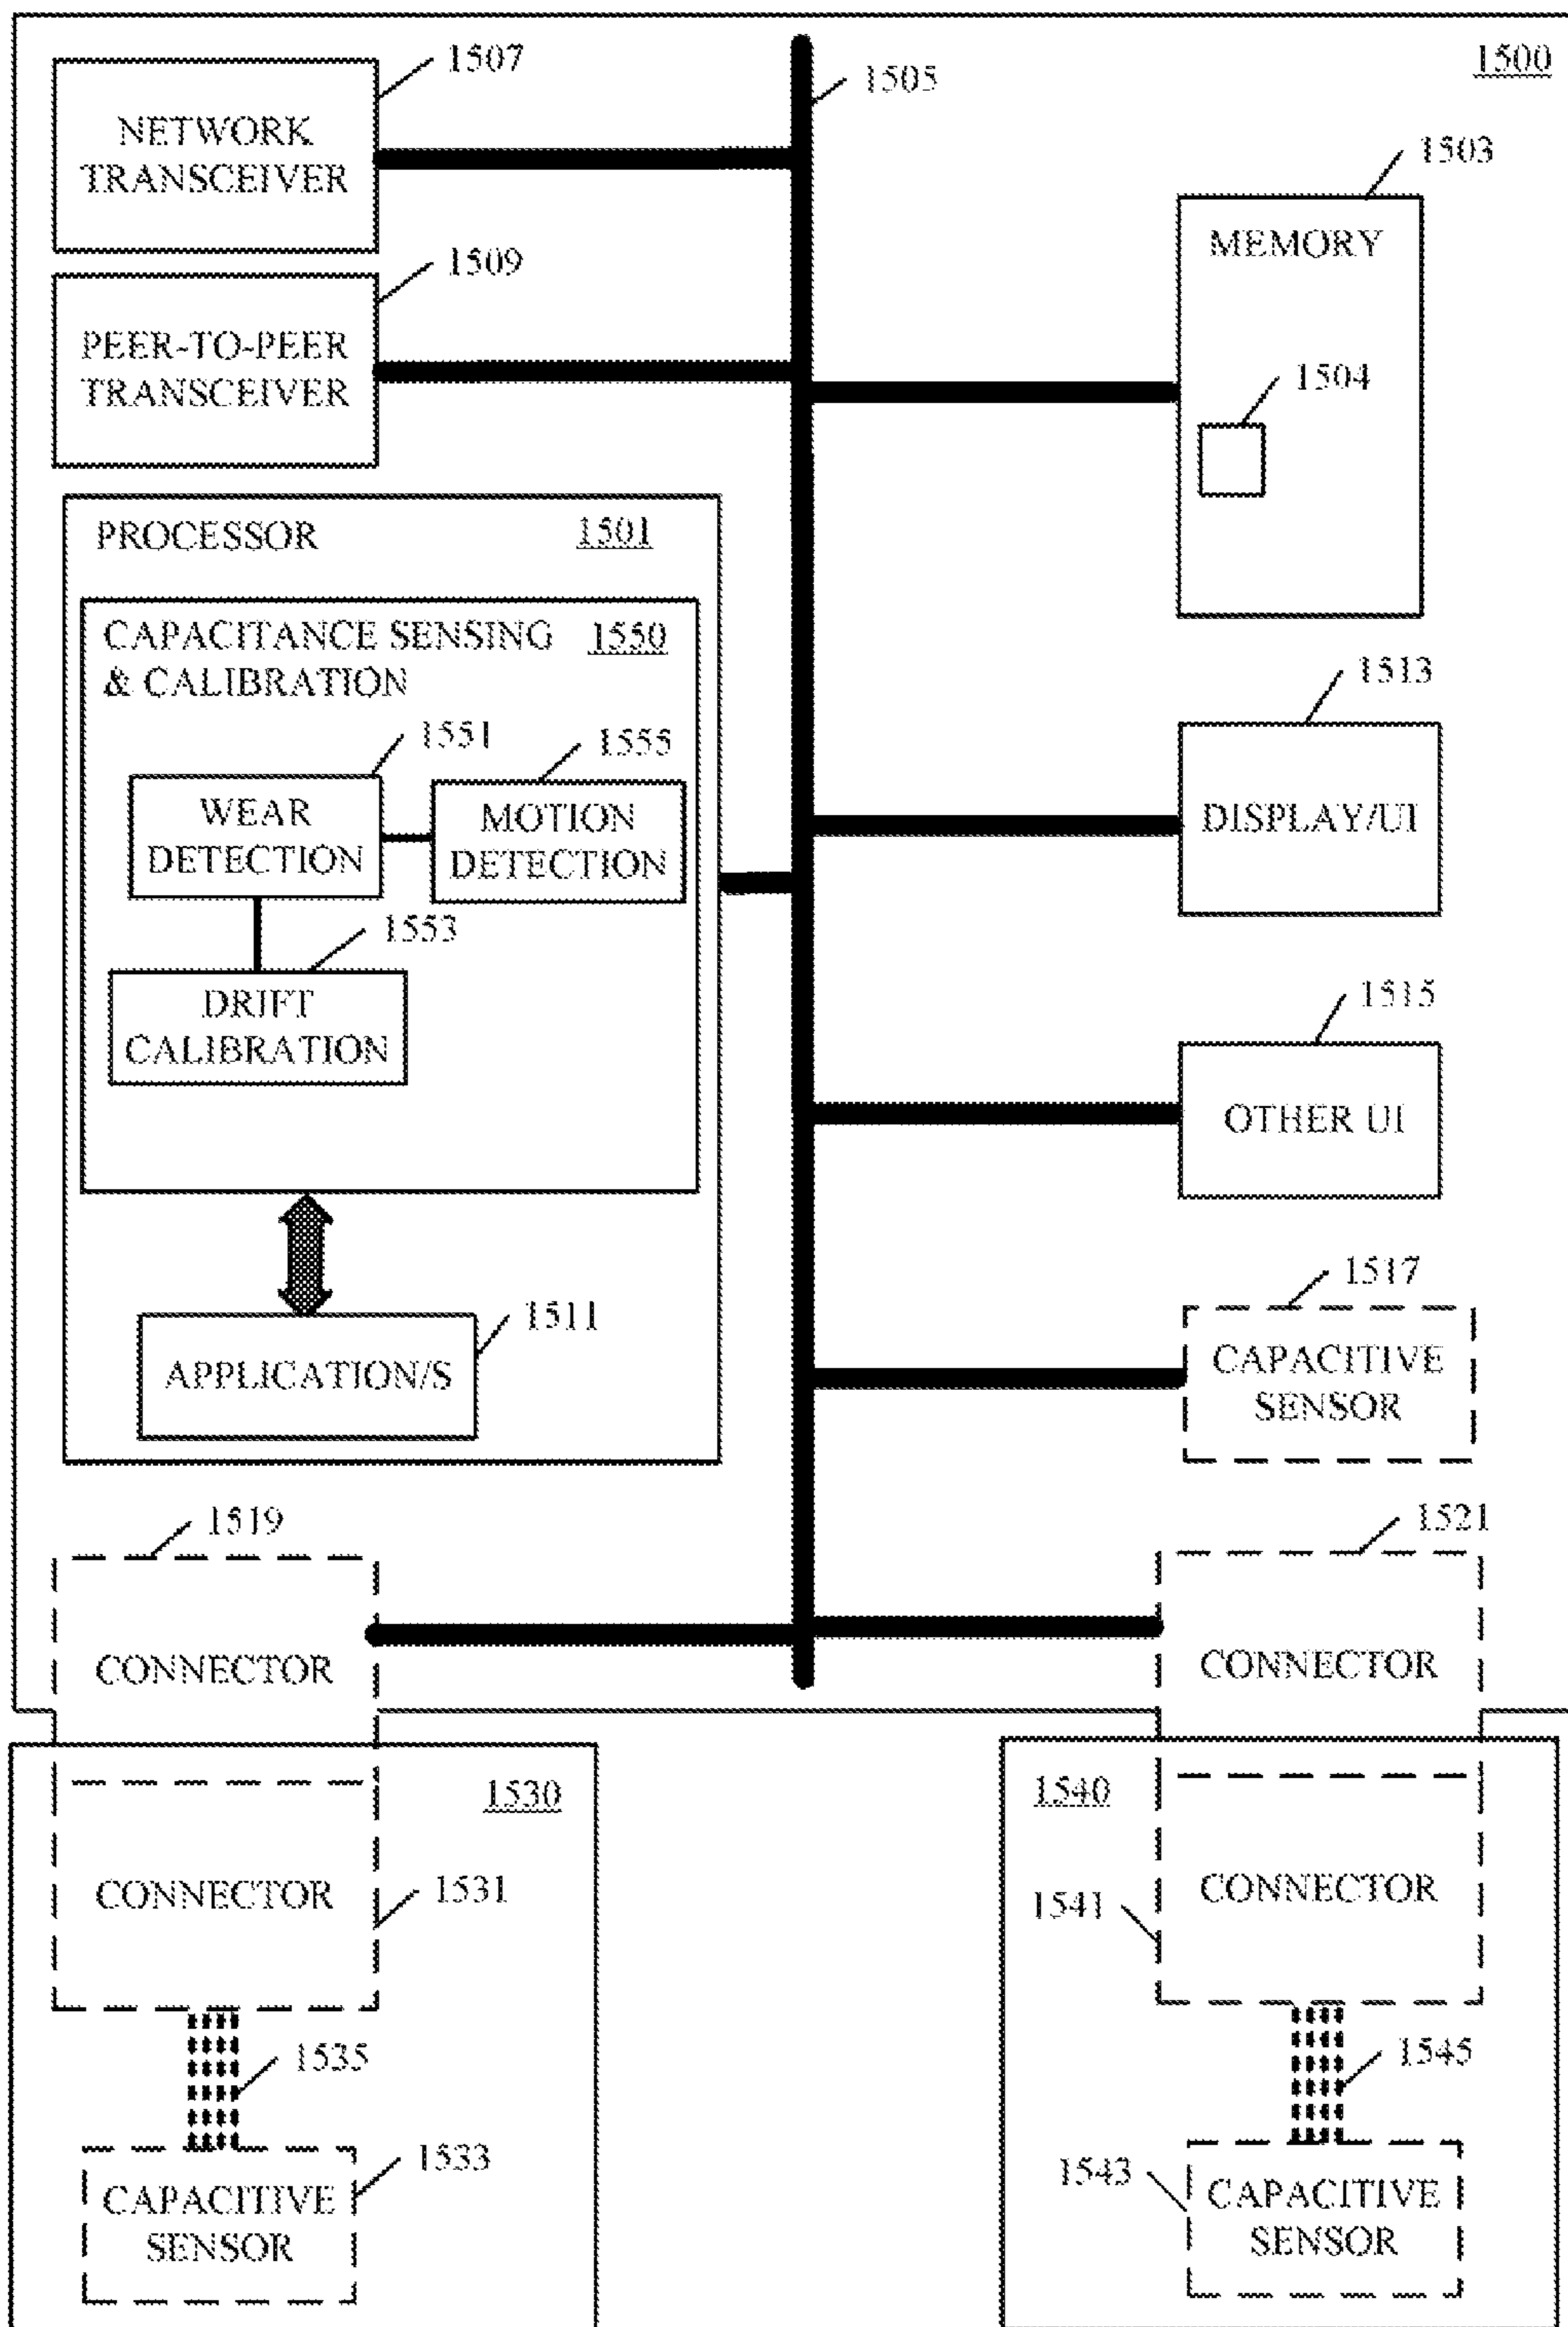 1500
1507
NETWORK
TRANSCEIVER
1505
1503
MEMORY
1509
PEER-TO-PEER
TRANSCEIVER
1504
PROCESSOR 1501
CAPACITANCE SENSING 1550
& CALIBRATION
1551
WEAR
DETECTION
1555
MOTION
DETECTION
1553
DRIFT
CALIBRATION
1513
DISPLAY/UI
1515
OTHER UI
1511
APPLICATION/S
1517
CAPACITIVE
SENSOR
1519
CONNECTOR
1521
CONNECTOR
1530
CONNECTOR
1531
1535
1533
CAPACITIVE
SENSOR
1540
CONNECTOR
1541
1545
1543
CAPACITIVE
SENSOR